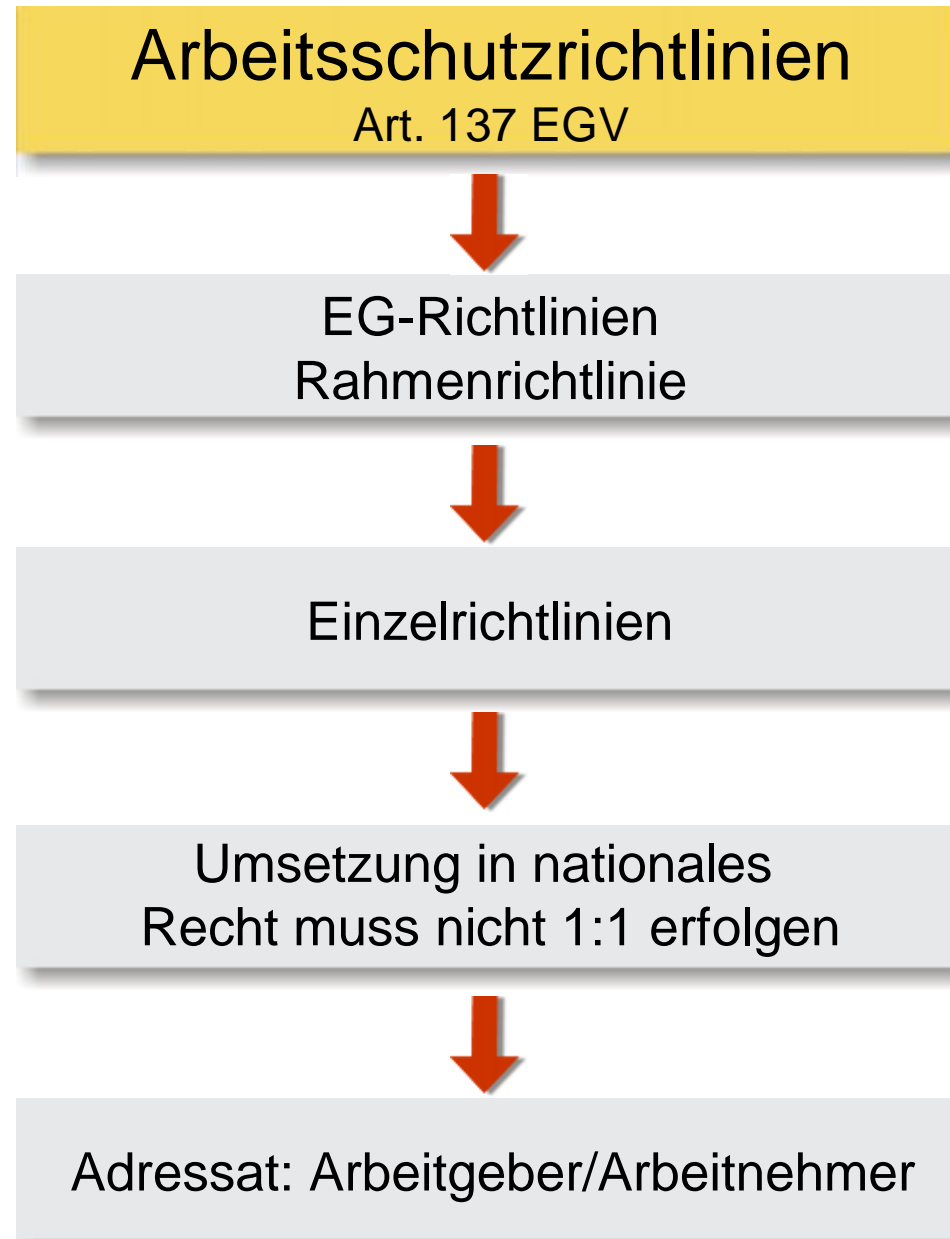 Arbeitsschutzrichtlinien
Art. 137 EGV
EG-Richtlinien
Rahmenrichtlinie
Einzelrichtlinien
Umsetzung in nationales
Recht muss nicht 1:1 erfolgen
Adressat: Arbeitgeber/Arbeitnehmer